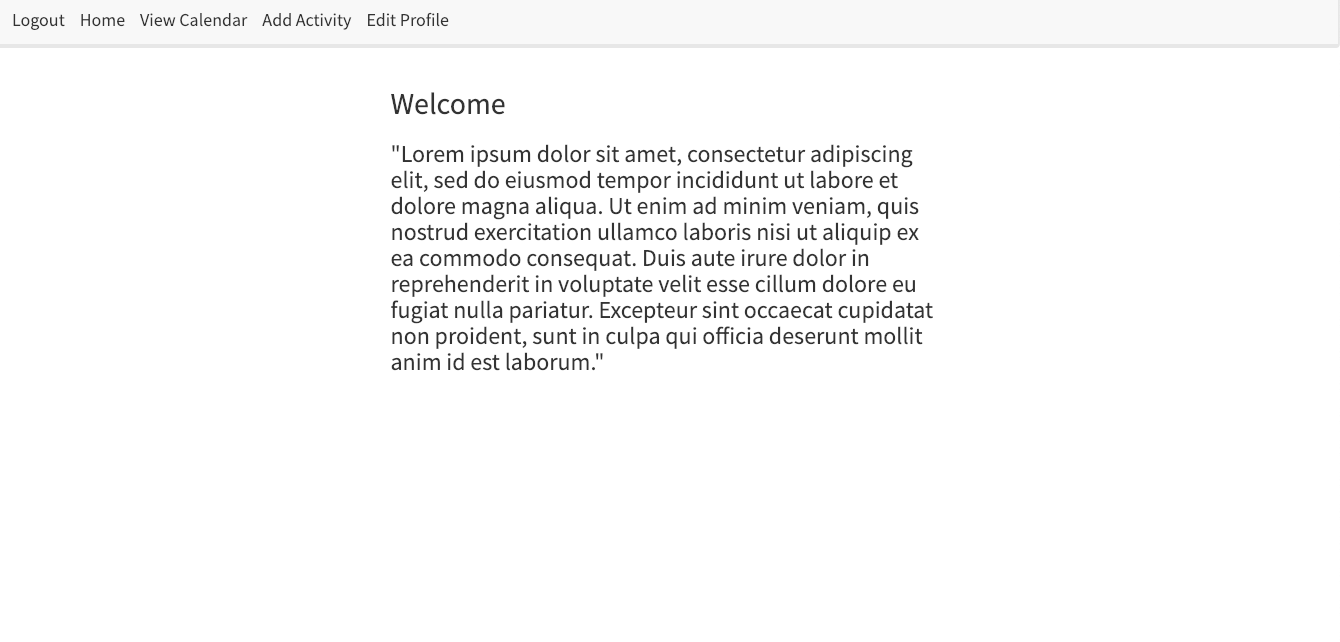 Logout Home View Calendar Add Activity Edit Profile
Welcome
"Lorem ipsum dolor sit amet, consectetur adipiscing
elit, sed do eiusmod tempor incididunt ut labore et
dolore magna aliqua. Ut enim ad minim veniam, quis
nostrud exercitation ullamco laboris nisi ut aliquip ex
ea commodo consequat. Duis aute irure dolor in
reprehenderit in voluptate velit esse cillum dolore eu
fugiat nulla pariatur. Excepteur sint occaecat cupidatat
non proident, sunt in culpa qui officia deserunt mollit
anim id est laborum."